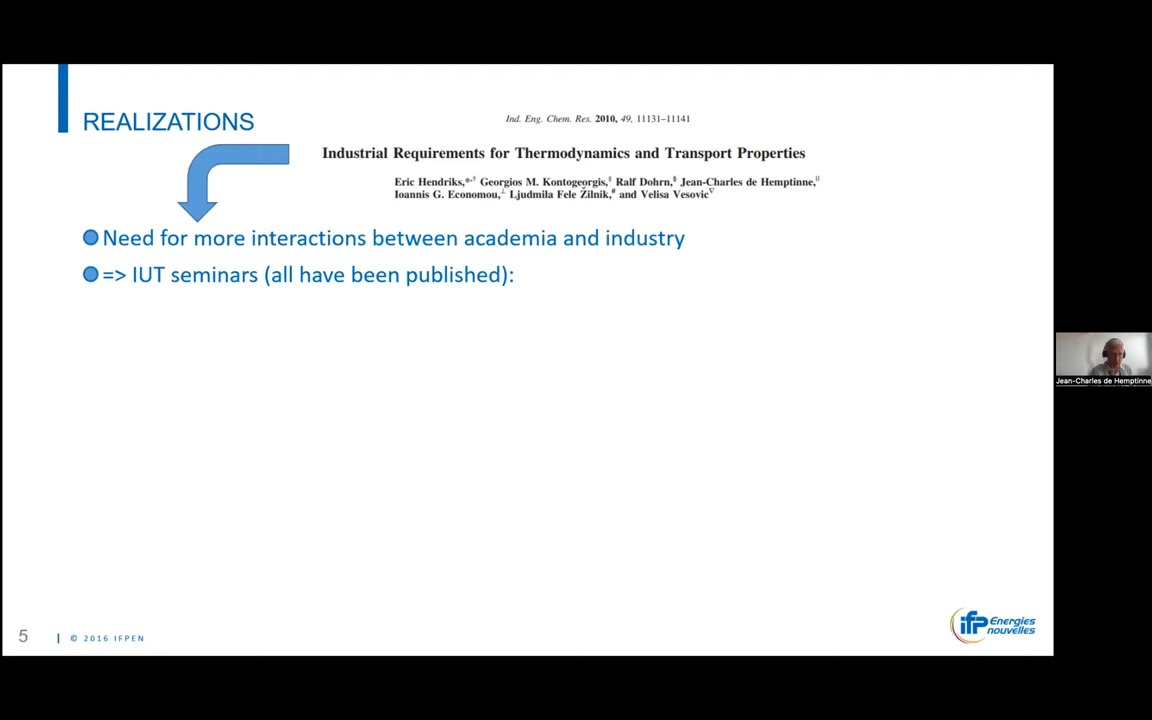 REALIZATIONS
Ind. Eng. Chem. Res. 2010, 49, 11131–11141
Industrial Requirements for Thermodynamics and Transport Properties
Eric Hendriks,*,† Georgios M. Kontogeorgis,‡ Ralf Dohrn,§ Jean-Charles de Hemptinne,||
Ioannis G. Economou,⊥ Ljudmila Fele Žilnik,# and Velisa Vesovic∇
Need for more interactions between academia and industry
=> IUT seminars (all have been published):
Jean-Charles de Hemptinne
5 | © 2016 IFPEN
ifp Energies
nouvelles